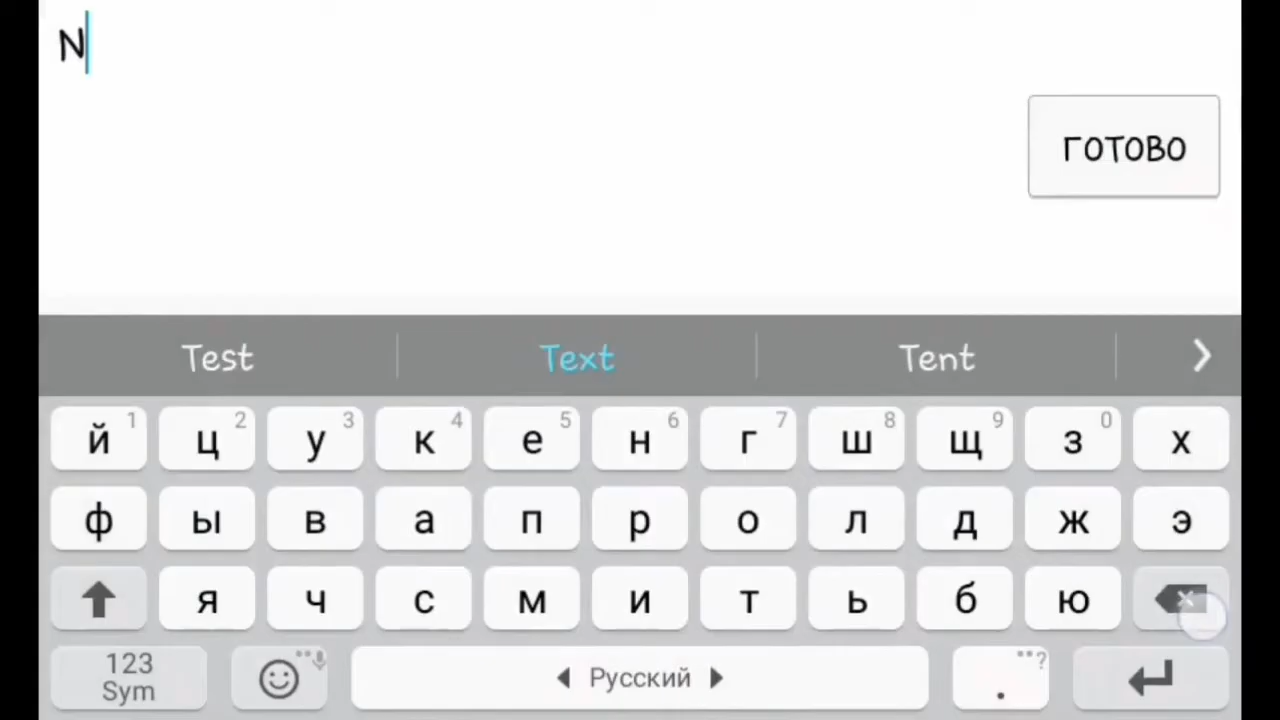 N
ГОТОВО
Test Text Tent
й 1 ц 2 у 3 к 4 е 5 н 6 г 7 ш 8 щ 9 з 0 х
ф ы в а п р о л д ж э
я ч с м и т ь б ю
123 Sym Русский . ?